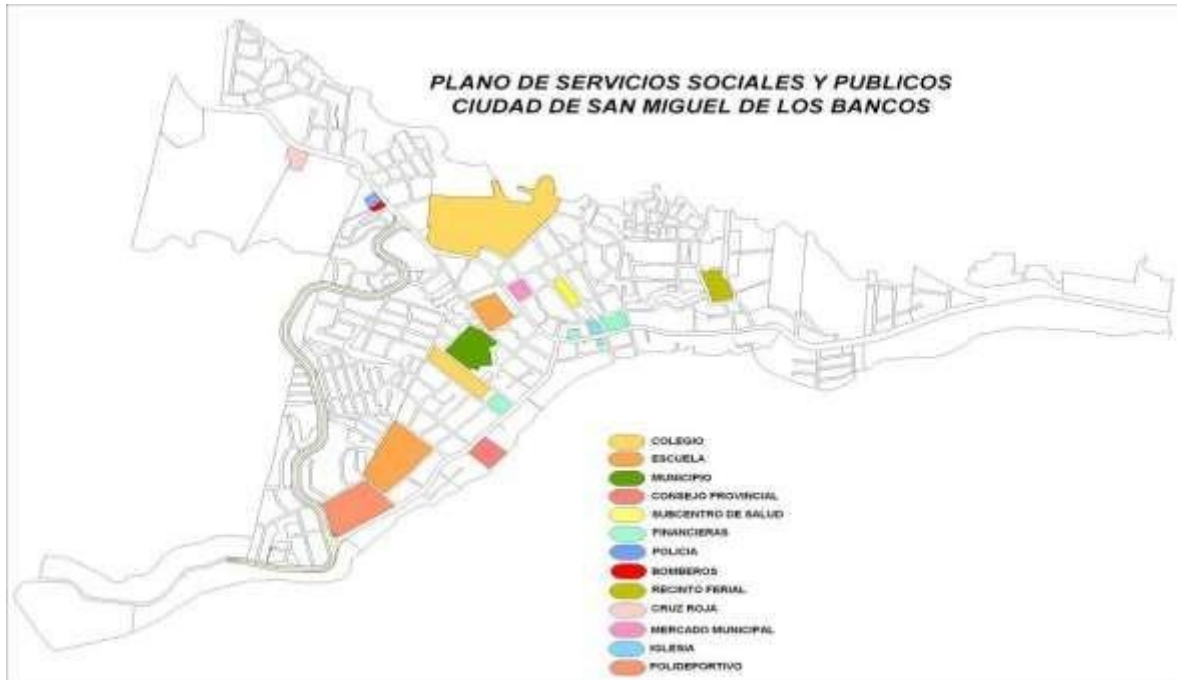 PLANO DE SERVICIOS SOCIALES Y PUBLICOS
CIUDAD DE SAN MIGUEL DE LOS BANCOS
COLEGIO
ESCUELA
MUNICIPIO
CONSEJO PROVINCIAL
SUBCENTRO DE SALUD
FINANCIERAS
POLICIA
BOMBEROS
RECINTO FERIAL
CRUZ ROJA
MERCADO MUNICIPAL
IGLESIA
POLIDEPORTIVO